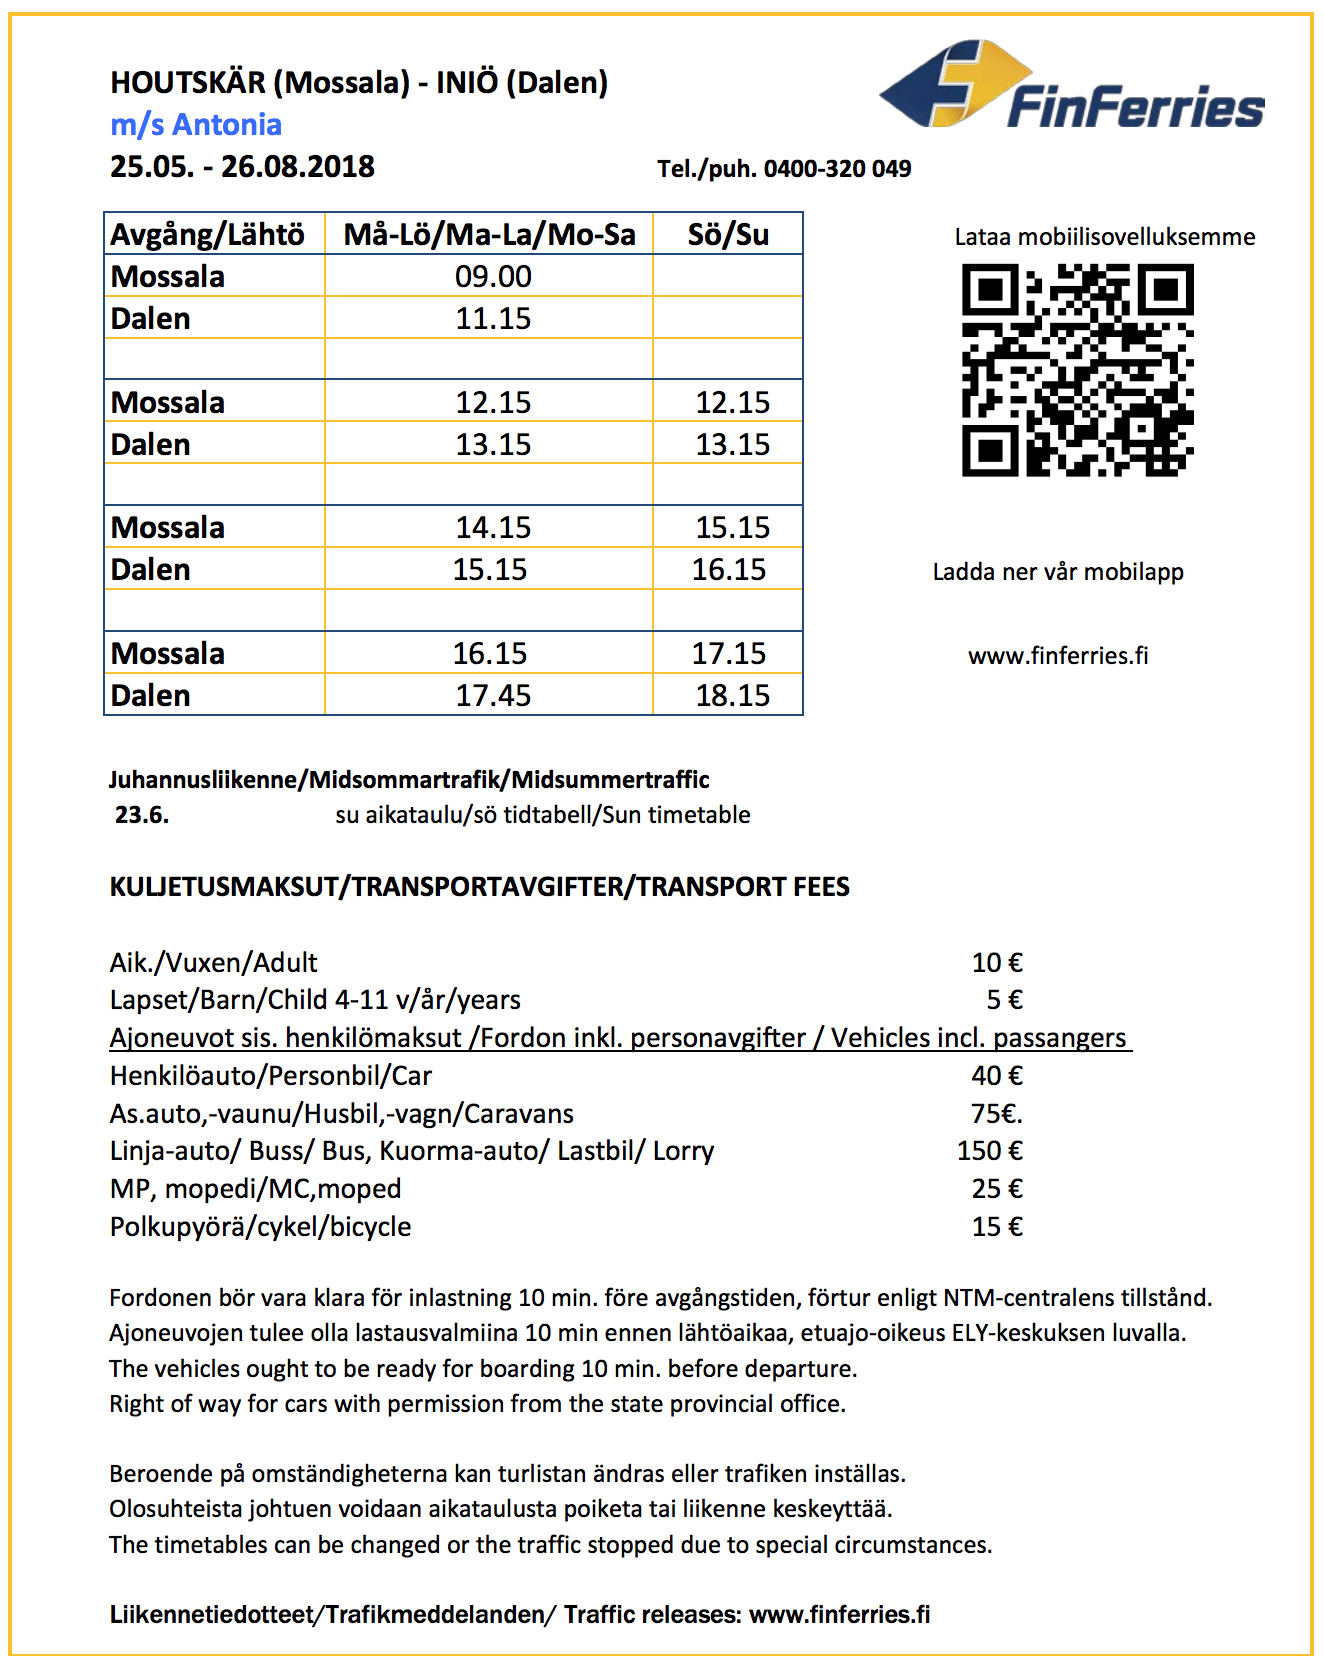 HOUTSKÄR (Mossala) - INIÖ (Dalen)
FinFerries
m/s Antonia
25.05. - 26.08.2018 Tel./puh. 0400-320 049
Avgång/Lähtö Må-Lö/Ma-La/Mo-Sa Sö/Su
Lataa mobiilisovelluksemme
Mossala 09.00
Dalen 11.15
Mossala 12.15 12.15
Dalen 13.15 13.15
Mossala 14.15 15.15
Dalen 15.15 16.15
Ladda ner vår mobilapp
Mossala 16.15 17.15
www.finferries.fi
Dalen 17.45 18.15
Juhannusliikenne/Midsommartrafik/Midsummertraffic
23.6. su aikataulu/sö tidtabell/Sun timetable
KULJETUSMAKSUT/TRANSPORTAVGIFTER/TRANSPORT FEES
Aik./Vuxen/Adult 10 €
Lapset/Barn/Child 4-11 v/år/years 5 €
Ajoneuvot sis. henkilömaksut /Fordon inkl. personavgifter / Vehicles incl. passangers
Henkilöauto/Personbil/Car 40 €
As.auto,-vaunu/Husbil,-vagn/Caravans 75€.
Linja-auto/ Buss/ Bus, Kuorma-auto/ Lastbil/ Lorry 150 €
MP, mopedi/MC,moped 25 €
Polkupyörä/cykel/bicycle 15 €
Fordonen bör vara klara för inlastning 10 min. före avgångstiden, förtur enligt NTM-centralens tillstånd.
Ajoneuvojen tulee olla lastausvalmiina 10 min ennen lähtöaikaa, etuajo-oikeus ELY-keskuksen luvalla.
The vehicles ought to be ready for boarding 10 min. before departure.
Right of way for cars with permission from the state provincial office.
Beroende på omständigheterna kan turlistan ändras eller trafiken inställas.
Olosuhteista johtuen voidaan aikataulusta poiketa tai liikenne keskeyttää.
The timetables can be changed or the traffic stopped due to special circumstances.
Liikennetiedotteet/Trafikmeddelanden/ Traffic releases: www.finferries.fi